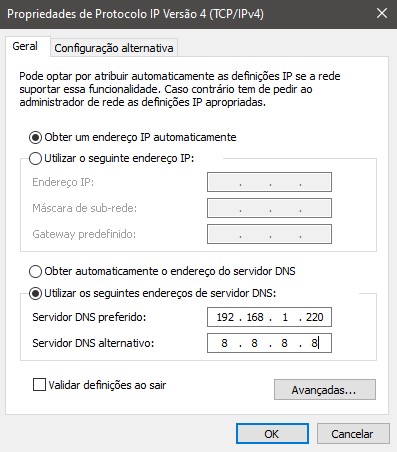 Propriedades de Protocolo IP Versão 4 (TCP/IPv4)
Geral
Configuração alternativa
Pode optar por atribuir automaticamente as definições IP se a rede
suportar essa funcionalidade. Caso contrário tem de pedir ao
administrador de rede as definições IP apropriadas.
Obter um endereço IP automaticamente
Utilizar o seguinte endereço IP:
Endereço IP:
. . .
Máscara de sub-rede:
. . .
Gateway predefinido:
. . .
Obter automaticamente o endereço do servidor DNS
Utilizar os seguintes endereços de servidor DNS:
Servidor DNS preferido:
192 . 168 . 1 . 220
Servidor DNS alternativo:
8 . 8 . 8 . 8
Validar definições ao sair
Avançadas...
OK
Cancelar